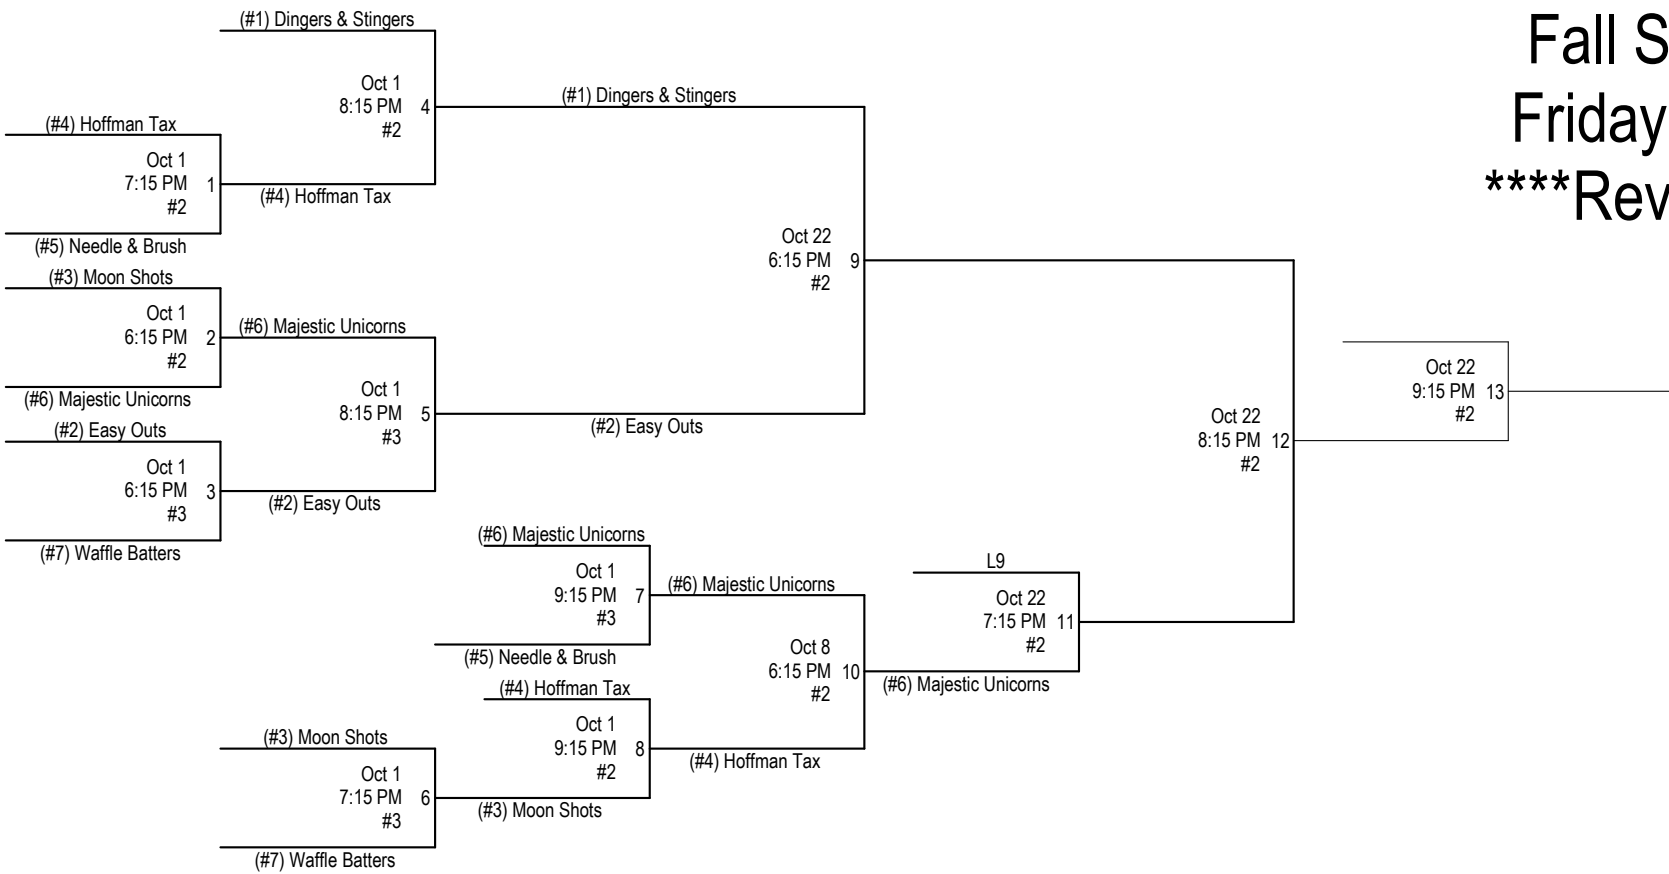 (#1) Dingers & Stingers
Fall S
Friday
****Rev
Oct 1
8:15 PM 4
#2
(#1) Dingers & Stingers
(#4) Hoffman Tax
Oct 1
7:15 PM 1
#2
(#4) Hoffman Tax
(#5) Needle & Brush
Oct 22
6:15 PM 9
#2
(#3) Moon Shots
Oct 1
6:15 PM 2
#2
(#6) Majestic Unicorns
(#6) Majestic Unicorns
Oct 1
8:15 PM 5
#3
(#2) Easy Outs
(#2) Easy Outs
Oct 1
6:15 PM 3
#3
(#2) Easy Outs
(#7) Waffle Batters
Oct 22
9:15 PM 13
#2
Oct 22
8:15 PM 12
#2
(#6) Majestic Unicorns
Oct 1
9:15 PM 7
#3
(#6) Majestic Unicorns
(#5) Needle & Brush
L9
Oct 22
7:15 PM 11
#2
Oct 8
6:15 PM 10
#2
(#6) Majestic Unicorns
(#4) Hoffman Tax
Oct 1
9:15 PM 8
#2
(#4) Hoffman Tax
(#3) Moon Shots
Oct 1
7:15 PM 6
#3
(#3) Moon Shots
(#7) Waffle Batters